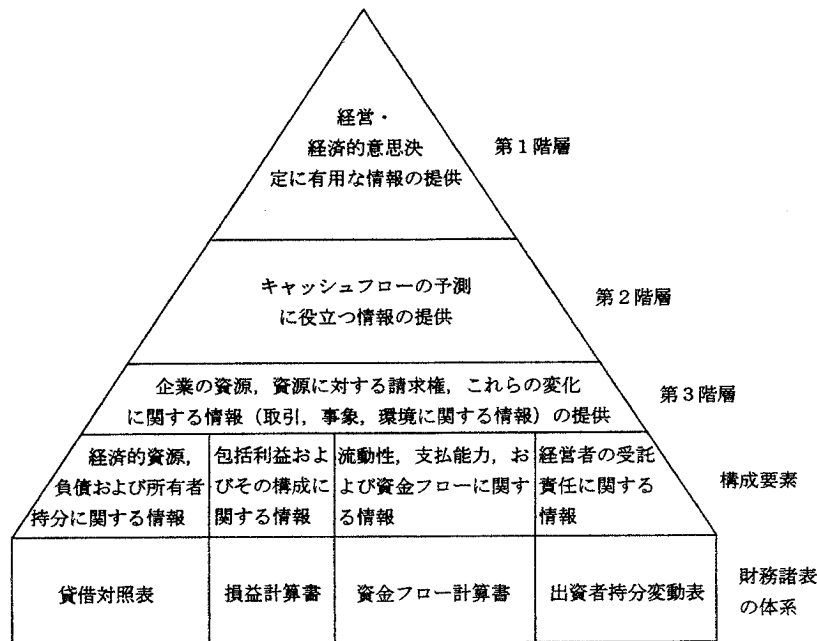 経営・
経済的意思決
定に有用な情報の提供
第1階層
キャッシュフローの予測
に役立つ情報の提供
第2階層
企業の資源，資源に対する請求権，これらの変化
に関する情報（取引，事象，環境に関する情報）の提供
第3階層
経済的資源，
負債および所有者
持分に関する情報
包括利益およ
びその構成に
関する情報
流動性，支払能力，お
よび資金フローに関す
る情報
経営者の受託
責任に関する
情報
構成要素
貸借対照表
損益計算書
資金フロー計算書
出資者持分変動表
財務諸表
の体系